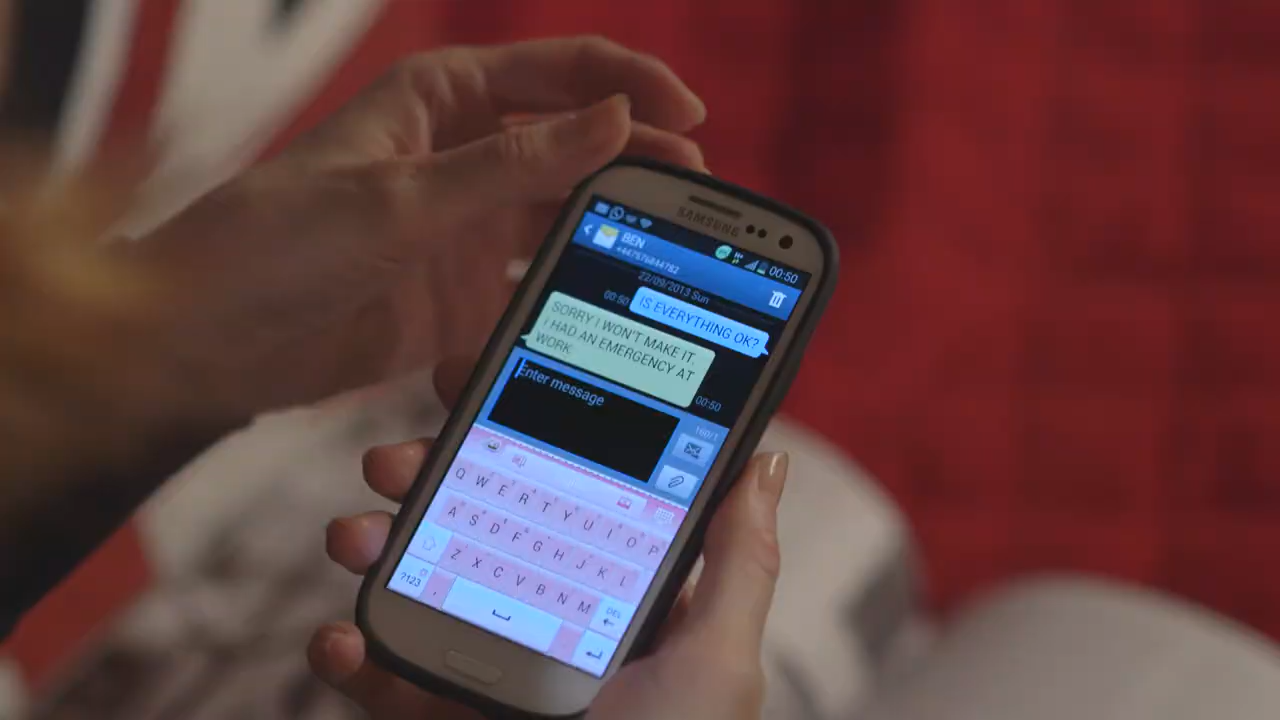 SAMSUNG
00:50
BEN
22/09/2013 Sun
00:50
IS EVERYTHING OK?
SORRY I WON'T MAKE IT.
I HAD AN EMERGENCY AT
WORK.
00:50
Enter message
160/1
Q W E R T Y U I O P
A S D F G H J K L
Z X C V B N M
DEL
?123 ,